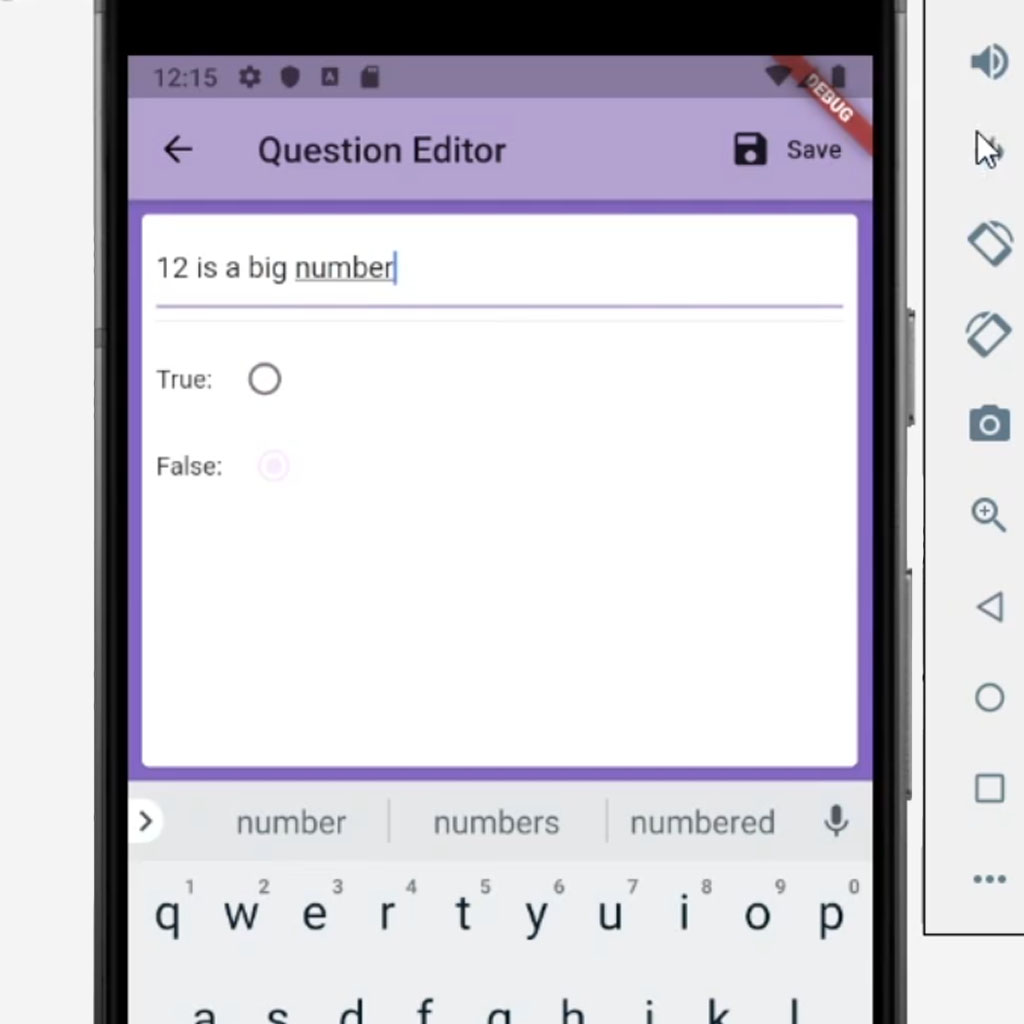 12:15
DEBUG
Question Editor
Save
12 is a big number
True:
False:
number numbers numbered
1 2 3 4 5 6 7 8 9 0
q w e r t y u i o p
a s d f g h j k l